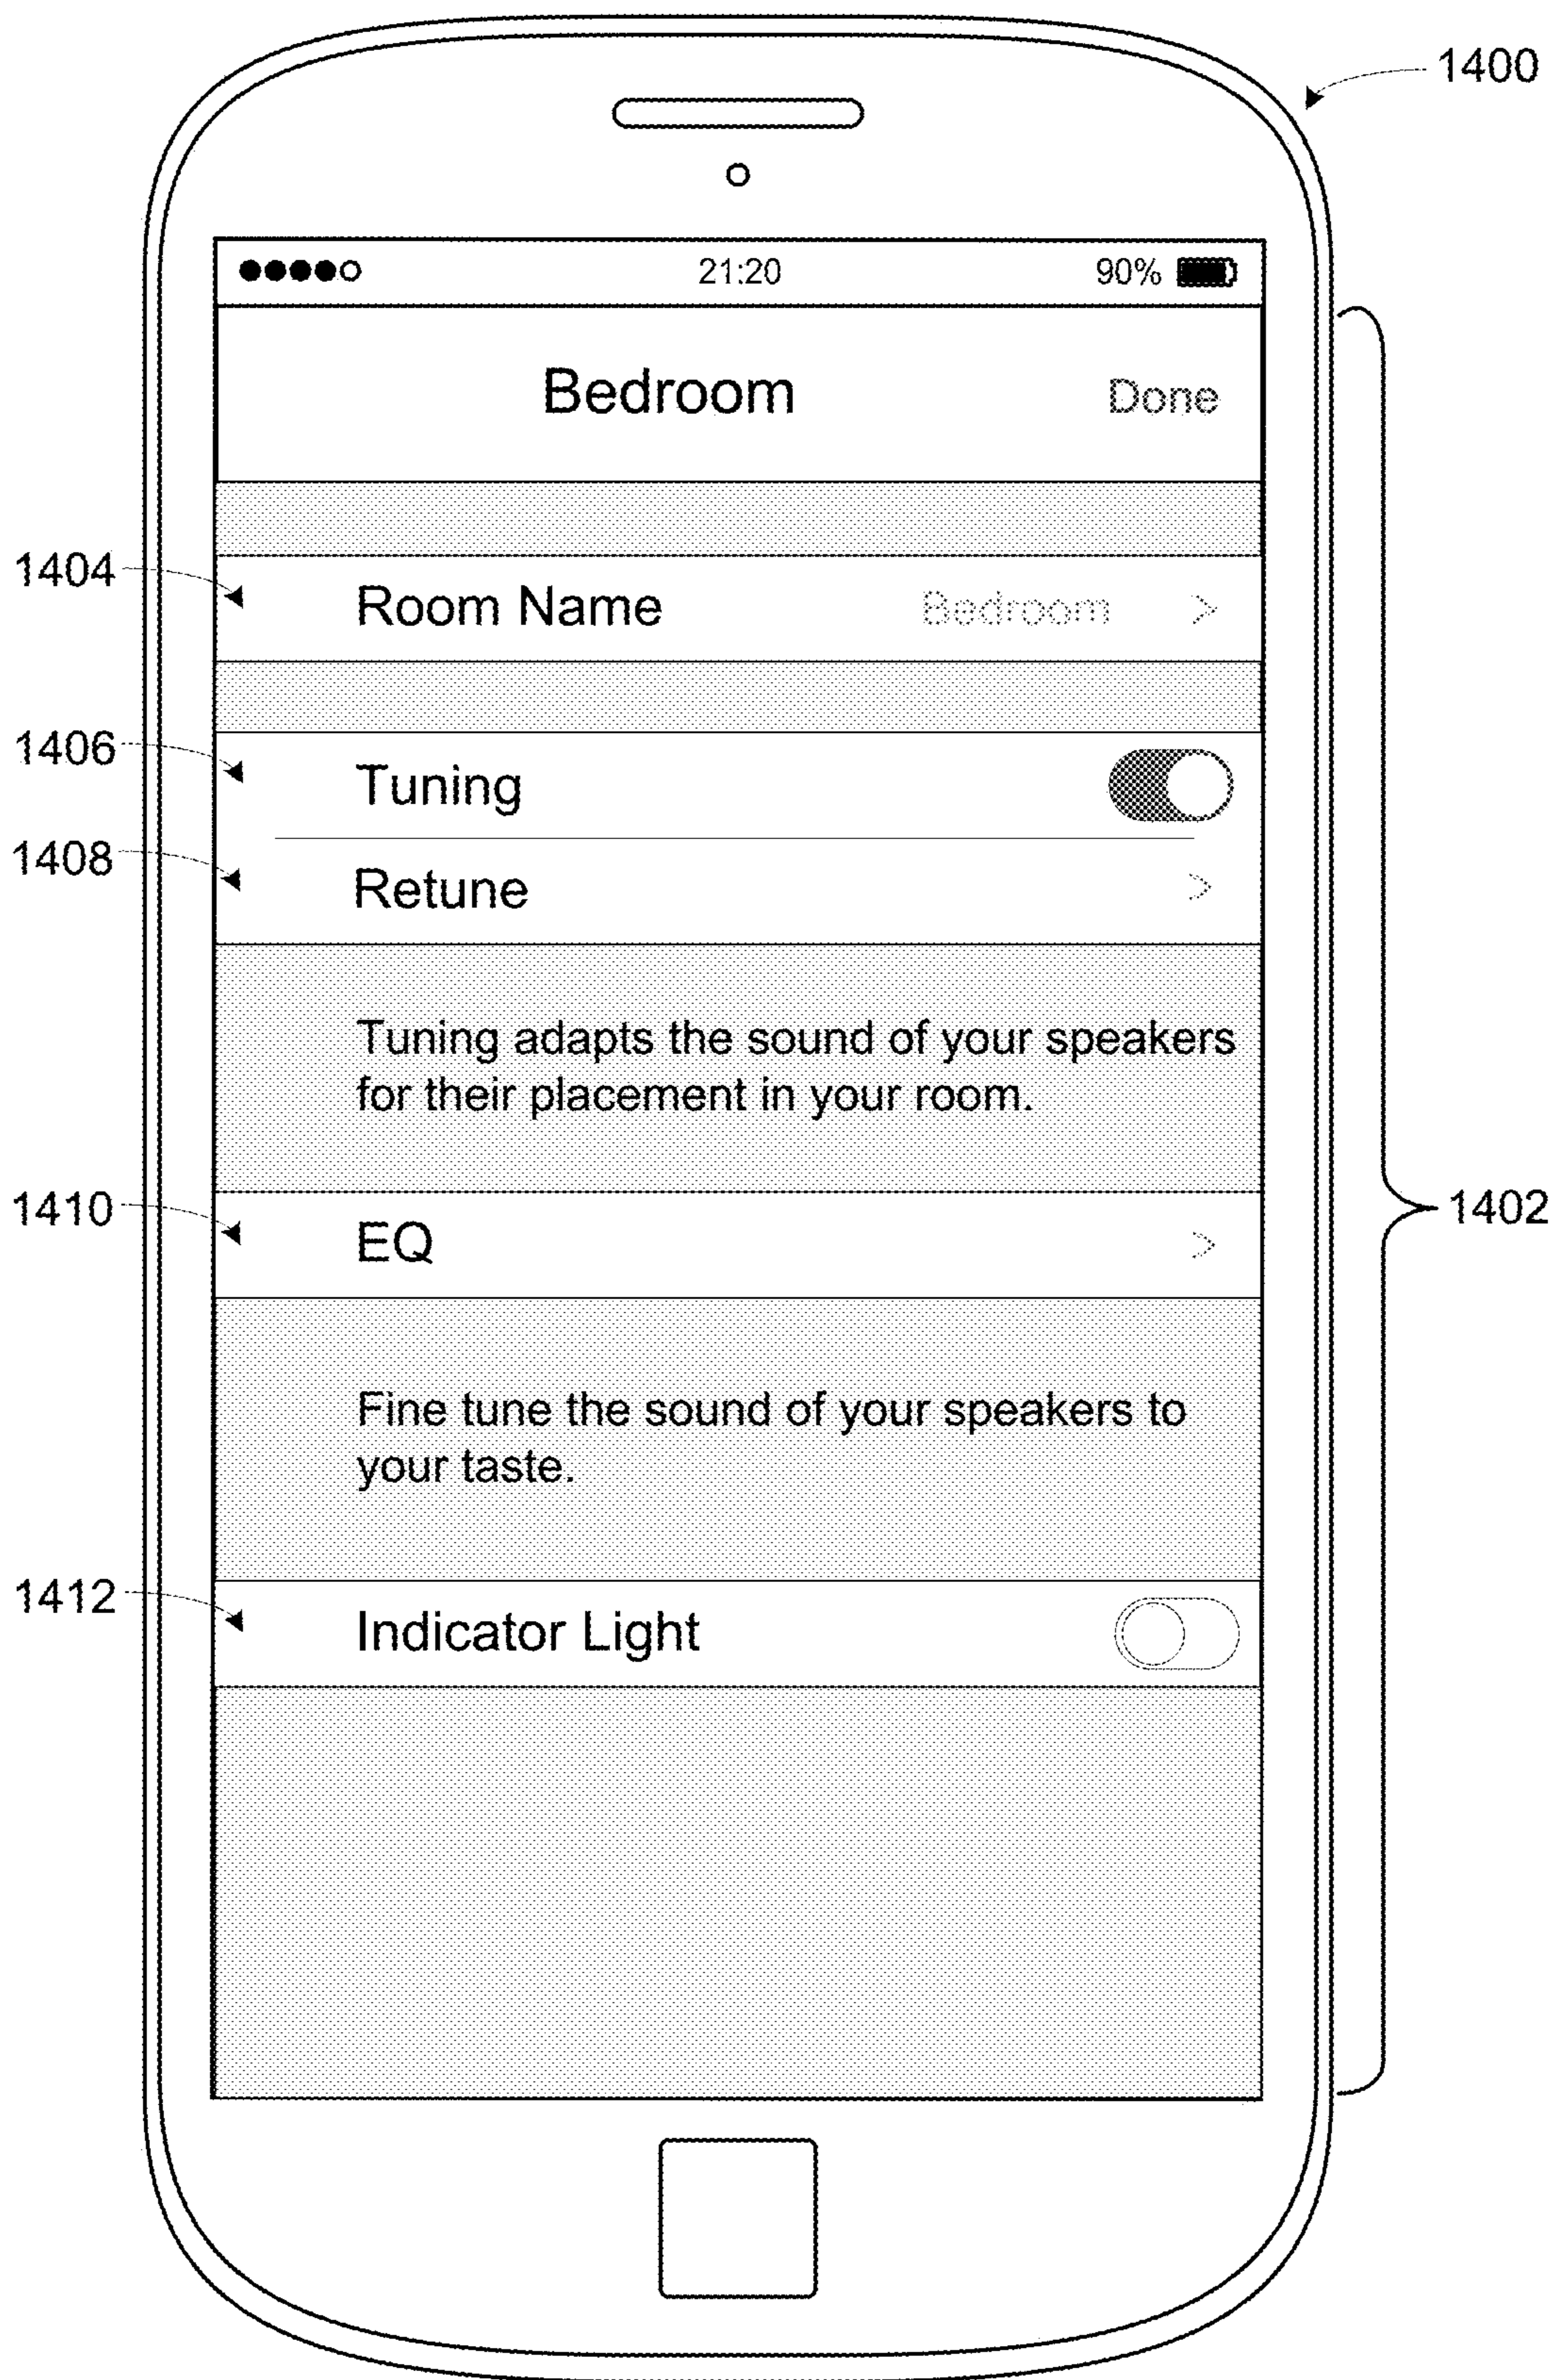 1400
21:20 90%
Bedroom Done
1404
Room Name Bedroom >
1406
Tuning
1408
Retune >
Tuning adapts the sound of your speakers
for their placement in your room.
1410
EQ >
1402
Fine tune the sound of your speakers to
your taste.
1412
Indicator Light